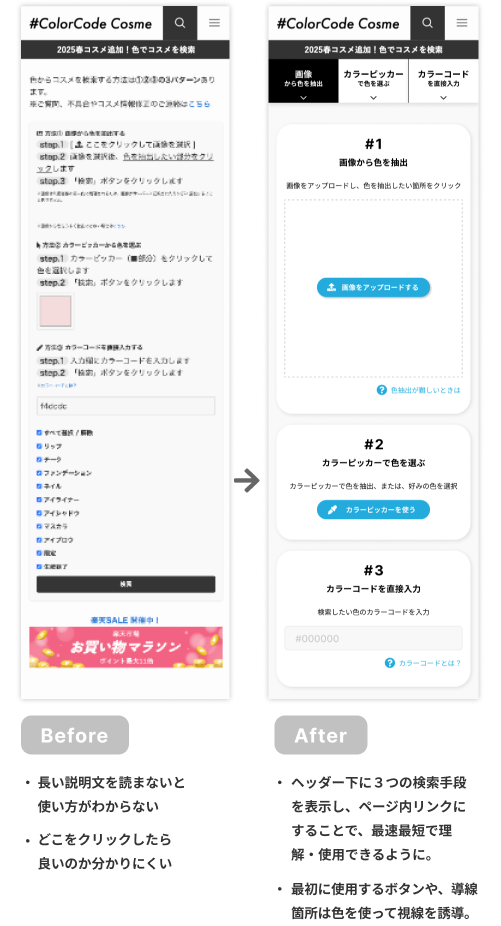 #ColorCode Cosme
2025春コスメ追加！色でコスメを検索
色からコスメを検索する方法は①②③の3パターンあり
ます。
※ご質問、不具合やコスメ情報修正のご連絡はこちら
方法① 画像から色を抽出する
step.1 [ ここをクリックして画像を選択 ]
step.2 画像を選択後、色を抽出したい部分をクリ
ックします
step.3 「検索」ボタンをクリックします
方法② カラーピッカーから色を選ぶ
step.1 カラーピッカー（■部分）をクリックして
色を選択します
step.2 「検索」ボタンをクリックします
方法③ カラーコードを直接入力する
step.1 入力欄にカラーコードを入力します
step.2 「検索」ボタンをクリックします
f4dcdc
すべて選択 / 解除
リップ
チーク
ファンデーション
ネイル
アイライナー
アイシャドウ
マスカラ
アイブロウ
限定
生産終了
検索
楽天SALE 開催中！
楽天市場
お買い物マラソン
ポイント最大11倍
Before
・ 長い説明文を読まないと
使い方がわからない
・ どこをクリックしたら
良いのか分かりにくい
#ColorCode Cosme
2025春コスメ追加！色でコスメを検索
画像
から色を抽出
カラーピッカー
で色を選ぶ
カラーコード
を直接入力
#1
画像から色を抽出
画像をアップロードし、色を抽出したい箇所をクリック
画像をアップロードする
? 色抽出が難しいときは
#2
カラーピッカーで色を選ぶ
カラーピッカーで色を抽出、または、好みの色を選択
カラーピッカーを使う
#3
カラーコードを直接入力
検索したい色のカラーコードを入力
#000000
? カラーコードとは？
After
・ ヘッダー下に３つの検索手段
を表示し、ページ内リンクに
することで、最速最短で理
解・使用できるように。
・ 最初に使用するボタンや、導線
箇所は色を使って視線を誘導。